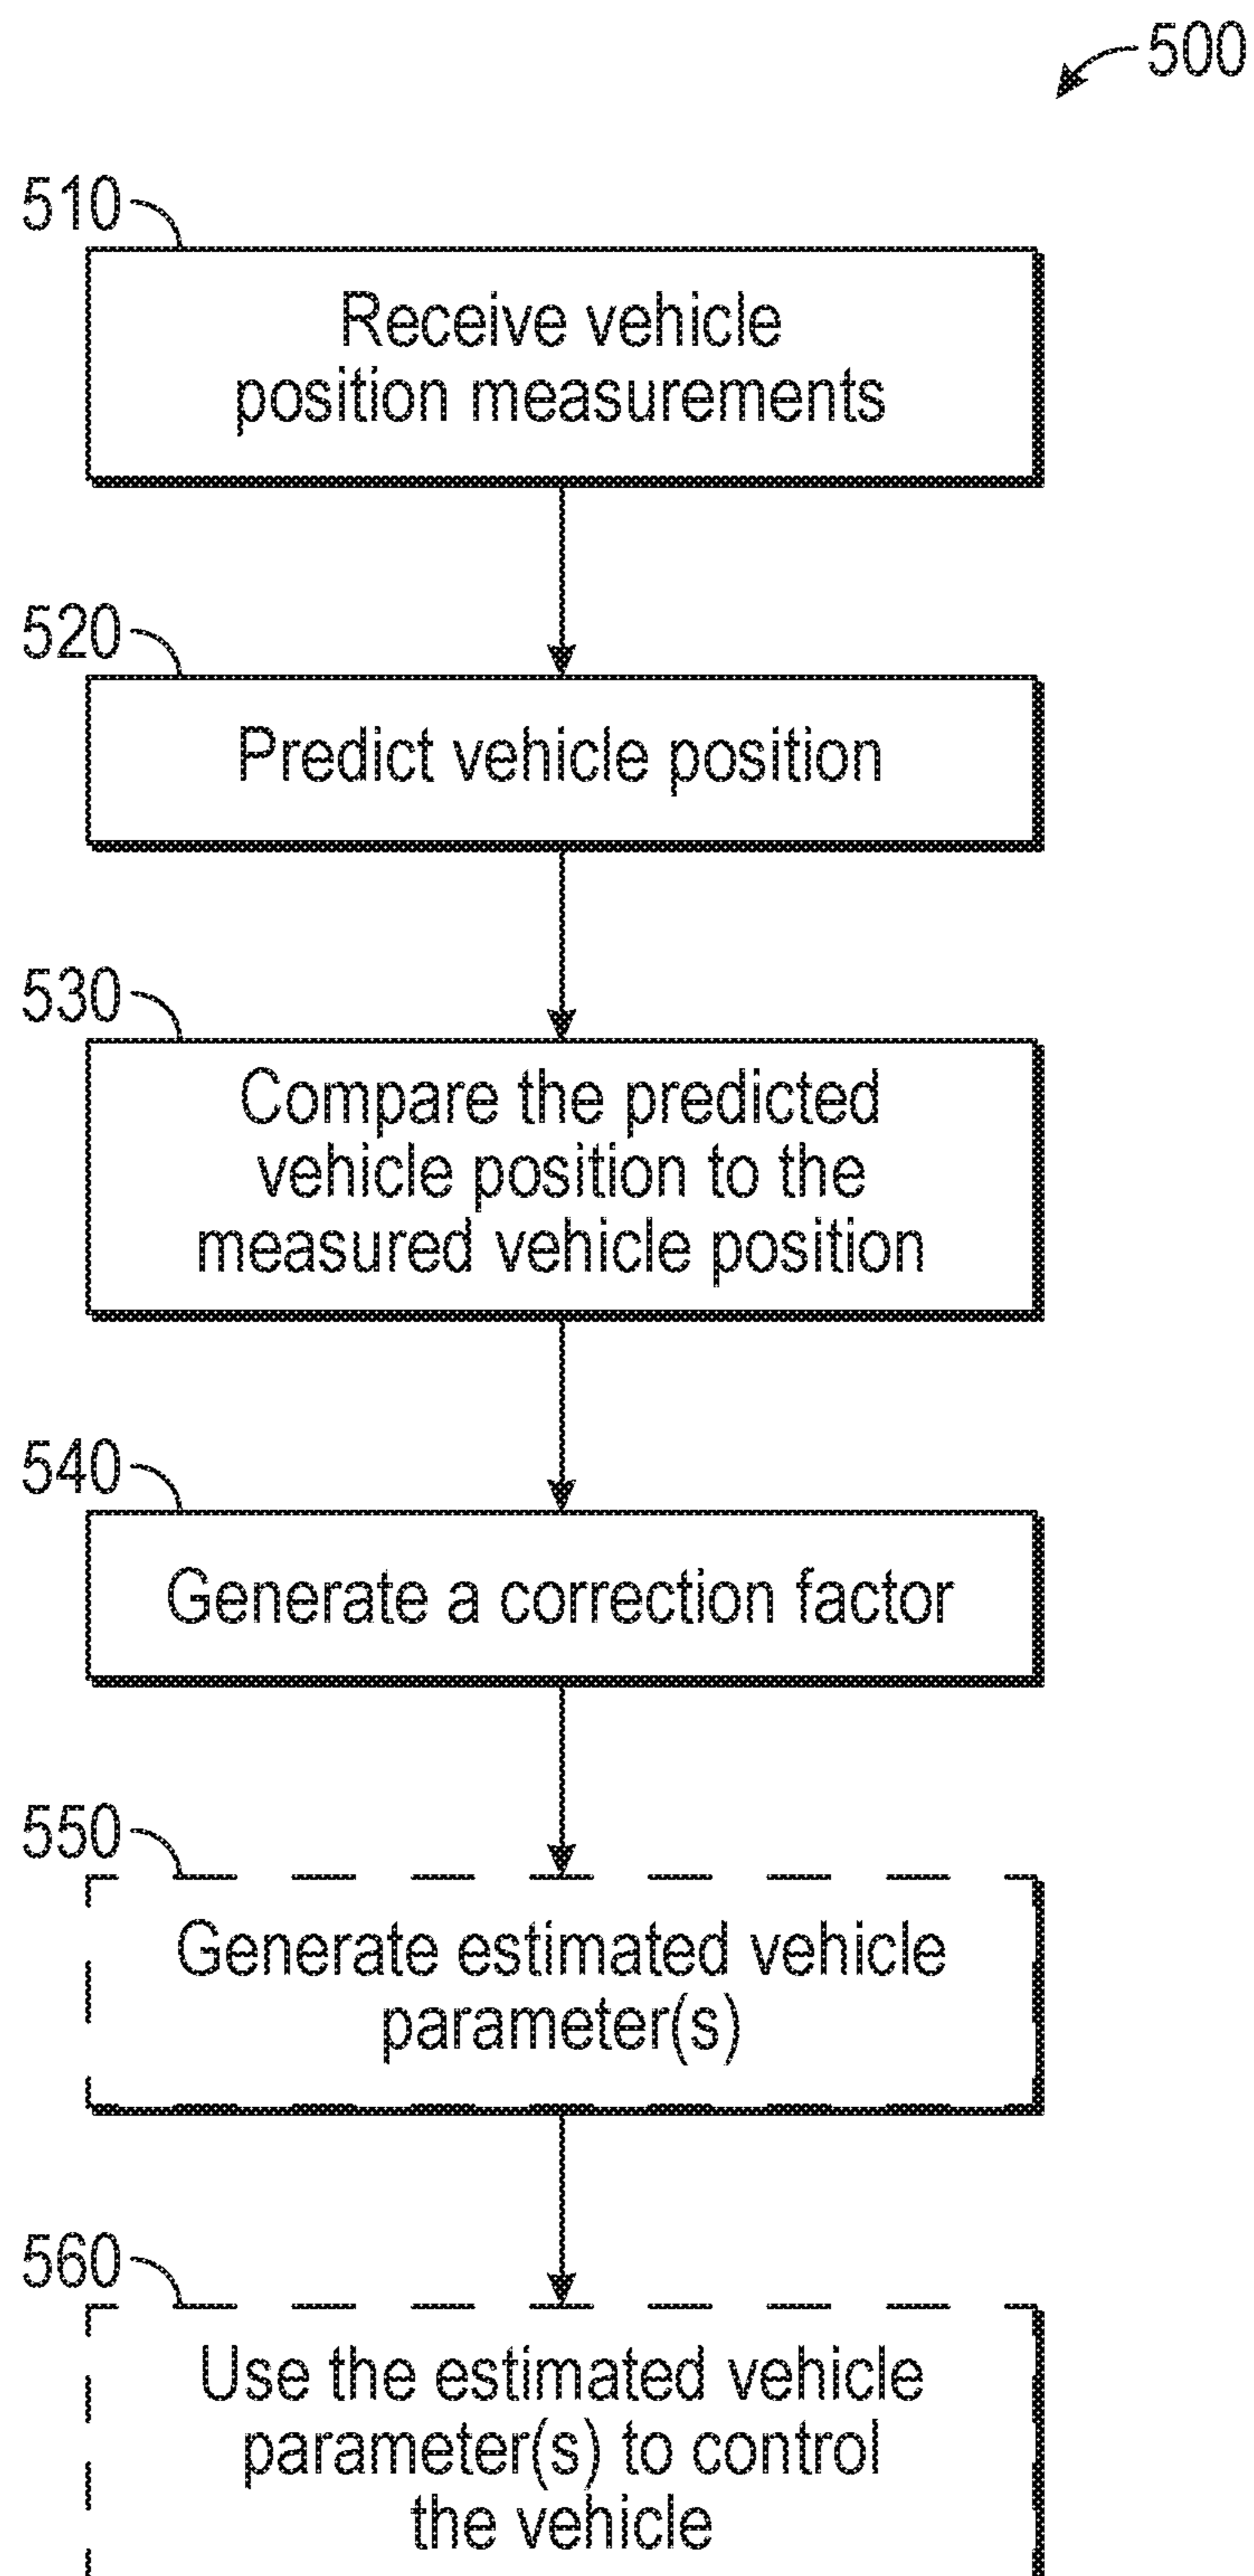 500
510
Receive vehicle
position measurements
520
Predict vehicle position
530
Compare the predicted
vehicle position to the
measured vehicle position
540
Generate a correction factor
550
Generate estimated vehicle
parameter(s)
560
Use the estimated vehicle
parameter(s) to control
the vehicle